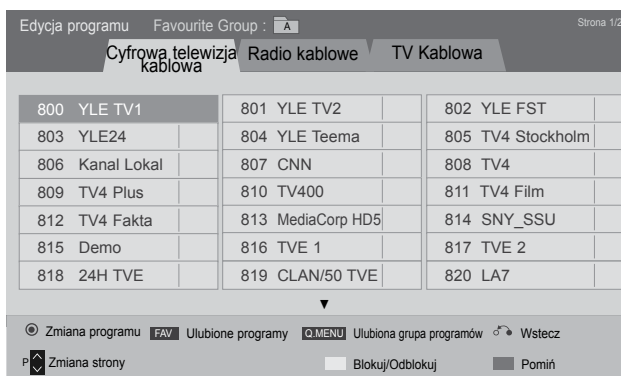 Edycja programu Favourite Group : A Strona 1/2
Cyfrowa telewizja kablowa Radio kablowe TV Kablowa
800 YLE TV1 801 YLE TV2 802 YLE FST
803 YLE24 804 YLE Teema 805 TV4 Stockholm
806 Kanal Lokal 807 CNN 808 TV4
809 TV4 Plus 810 TV400 811 TV4 Film
812 TV4 Fakta 813 MediaCorp HD5 814 SNY_SSU
815 Demo 816 TVE 1 817 TVE 2
818 24H TVE 819 CLAN/50 TVE 820 LA7
Zmiana programu FAV Ulubione programy Q.MENU Ulubiona grupa programów Wstecz
P Zmiana strony Blokuj/Odblokuj Pomiń